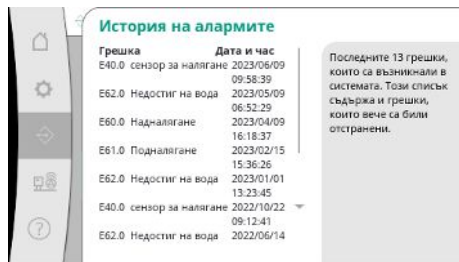 История на алармите
Грешка Дата и час
E40.0 сензор за налягане 2023/06/09
09:58:39
E62.0 Недостиг на вода 2023/05/09
06:52:29
E60.0 Надналягане 2023/04/09
16:18:37
E61.0 Подналягане 2023/02/15
15:36:26
E62.0 Недостиг на вода 2023/01/01
13:23:45
E40.0 сензор за налягане 2022/10/22
09:12:41
E62.0 Недостиг на вода 2022/06/14
Последните 13 грешки,
които са възникнали в
системата. Този списък
съдържа и грешки,
които вече са били
отстранени.